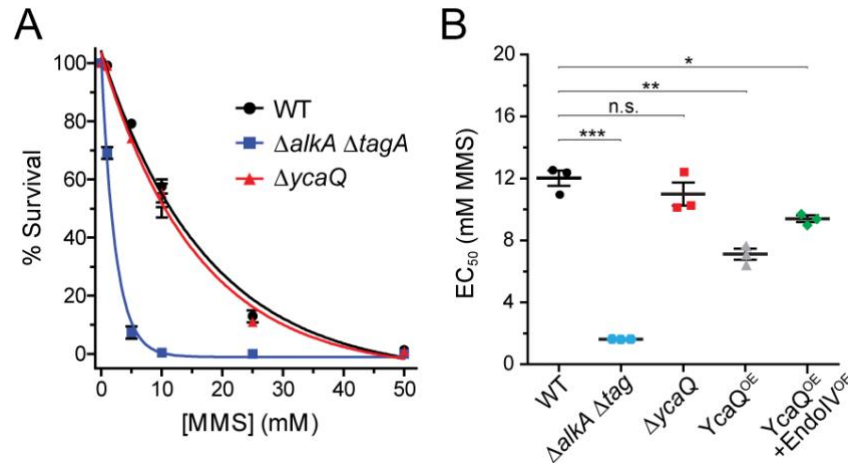 A
% Survival
100
80
60
40
20
0
0
10
20
30
40
50
[MMS] (mM)
WT
ΔalkA ΔtagA
ΔycaQ
B
EC50 (mM MMS)
20
16
12
8
4
0
*
**
n.s.
***
WT
ΔalkA Δtag
ΔycaQ
YcaQOE
YcaQOE
+EndoIVOE